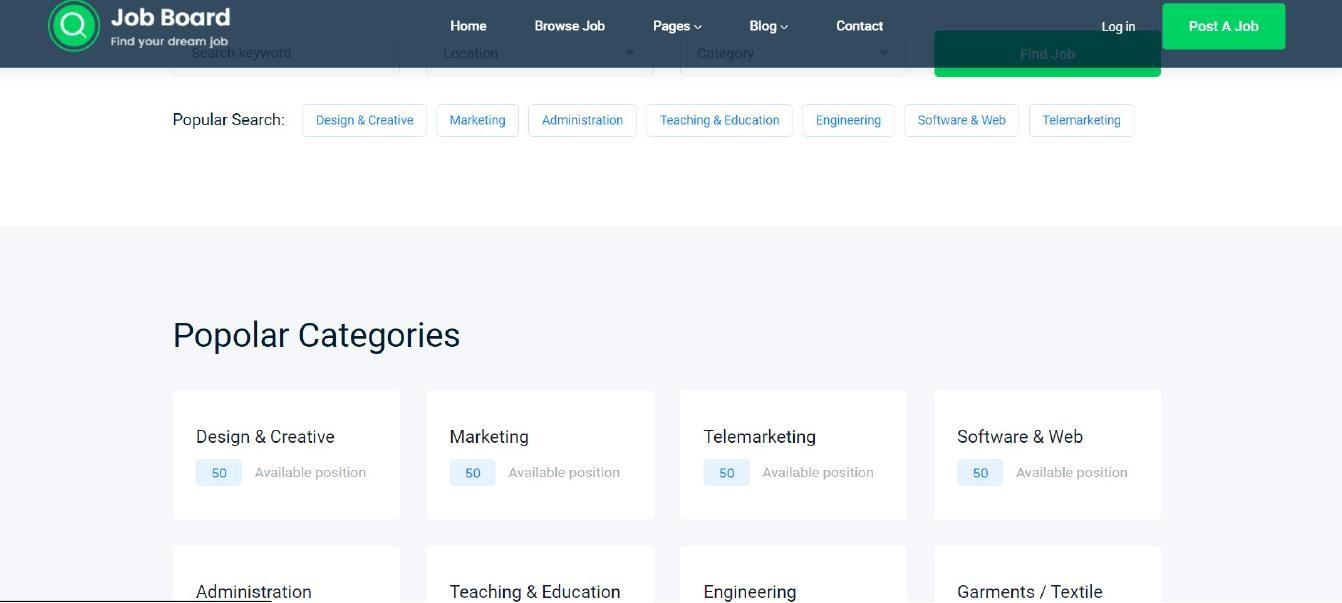 Job Board
Find your dream job
Home Browse Job Pages Blog Contact Log in Post A Job
Search keyword Location Category Find Job
Popular Search: Design & Creative Marketing Administration Teaching & Education Engineering Software & Web Telemarketing
Popolar Categories
Design & Creative Marketing Telemarketing Software & Web
50 Available position 50 Available position 50 Available position 50 Available position
Administration Teaching & Education Engineering Garments / Textile